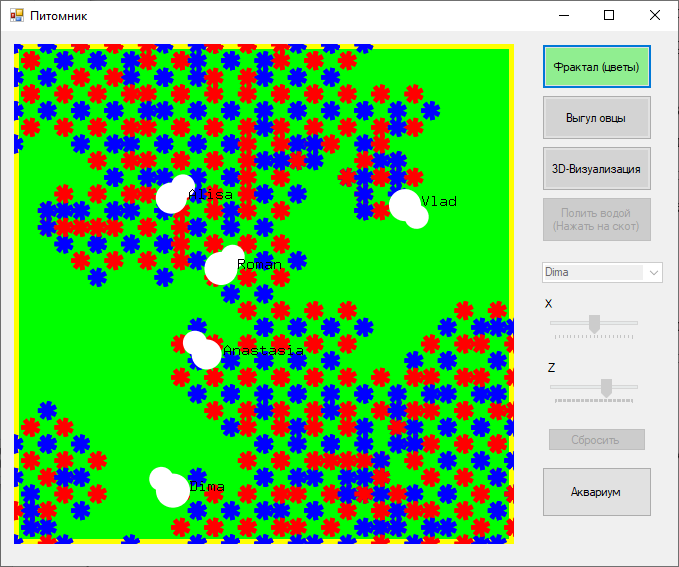 Питомник
Фрактал (цветы)
Выгул овцы
3D-Визуализация
Полить водой
(Нажать на скот)
Alisa
Vlad
Roman
Dima
X
Anastasia
Z
Сбросить
Dima
Аквариум